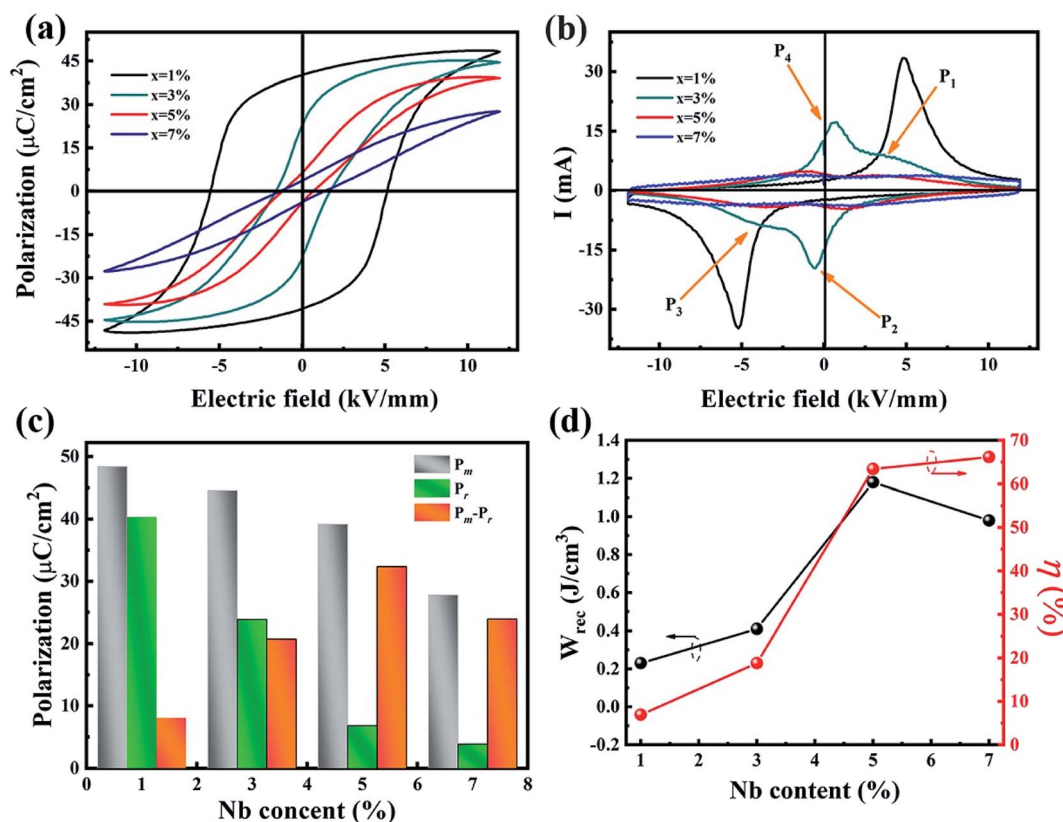 (a)
x=1%
x=3%
x=5%
x=7%
45
30
15
0
-15
-30
-45
Polarization (μC/cm²)
-10 -5 0 5 10
Electric field (kV/mm)
(b)
x=1%
x=3%
x=5%
x=7%
P₄
P₁
P₃
P₂
30
15
0
-15
-30
I (mA)
-10 -5 0 5 10
Electric field (kV/mm)
(c)
Pₘ
Pᵣ
Pₘ-Pᵣ
50
40
30
20
10
0
Polarization (μC/cm²)
0 1 2 3 4 5 6 7 8
Nb concent (%)
(d)
1.4
1.2
1.0
0.8
0.6
0.4
0.2
0.0
-0.2
W_rec (J/cm³)
70
60
50
40
30
20
10
0
η (%)
1 2 3 4 5 6 7
Nb content (%)